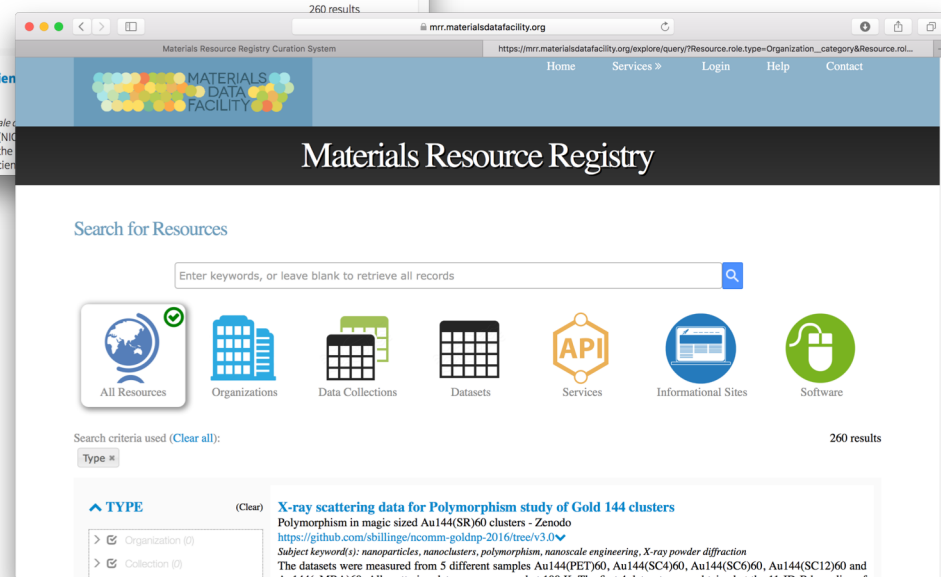 260 results
mrr.materialsdatafacility.org
Materials Resource Registry Curation System
https://mrr.materialsdatafacility.org/explore/query/?Resource.role.type=Organization__category&Resource.rol...
MATERIALS
DATA
FACILITY
Home Services » Login Help Contact
Materials Resource Registry
Search for Resources
Enter keywords, or leave blank to retrieve all records
API
All Resources Organizations Data Collections Datasets Services Informational Sites Software
Search criteria used (Clear all): 260 results
Type ×
TYPE (Clear)
Organization (0)
Collection (0)
X-ray scattering data for Polymorphism study of Gold 144 clusters
Polymorphism in magic sized Au144(SR)60 clusters - Zenodo
https://github.com/sbillinge/ncomm-goldnp-2016/tree/v3.0
Subject keyword(s): nanoparticles, nanoclusters, polymorphism, nanoscale engineering, X-ray powder diffraction
The datasets were measured from 5 different samples Au144(PET)60, Au144(SC4)60, Au144(SC6)60, Au144(SC12)60 and